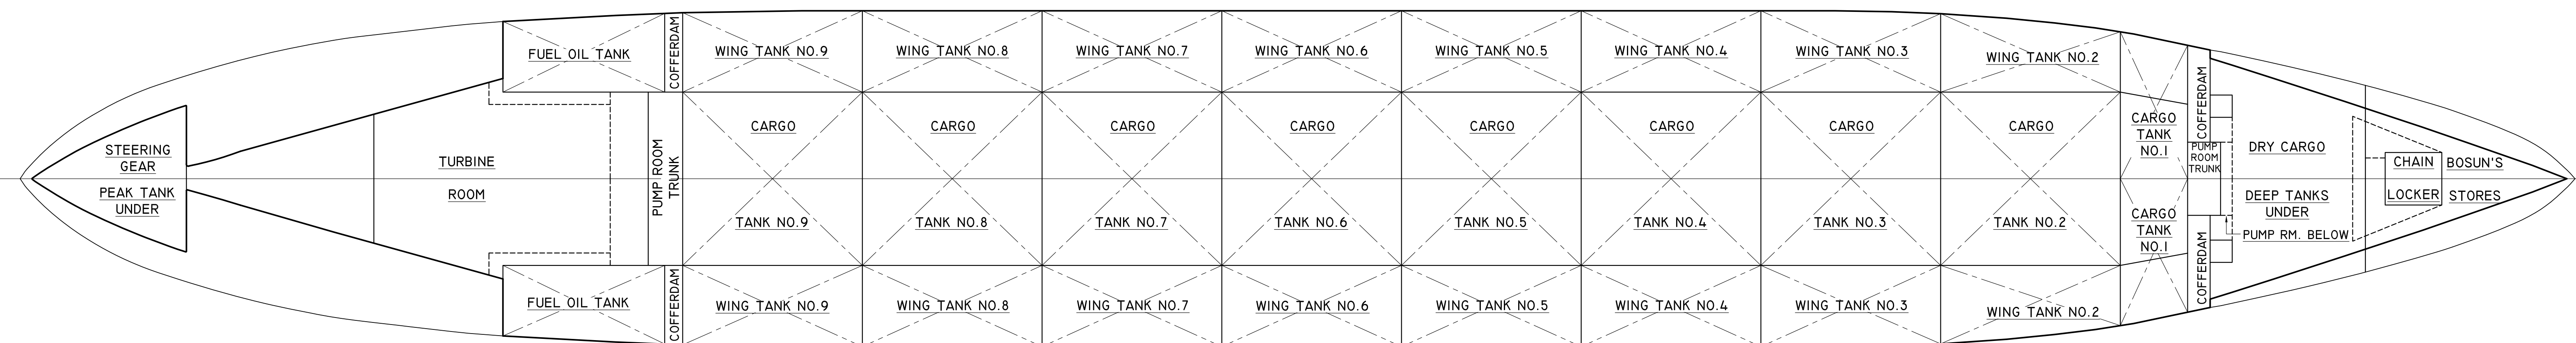 FUEL OIL TANK
COFFERDAM
WING TANK NO.9
WING TANK NO.8
WING TANK NO.7
WING TANK NO.6
WING TANK NO.5
WING TANK NO.4
WING TANK NO.3
WING TANK NO.2
COFFERDAM
STEERING
GEAR
PEAK TANK
UNDER
TURBINE
ROOM
PUMP ROOM
TRUNK
CARGO
TANK NO.9
CARGO
TANK NO.8
CARGO
TANK NO.7
CARGO
TANK NO.6
CARGO
TANK NO.5
CARGO
TANK NO.4
CARGO
TANK NO.3
CARGO
TANK NO.2
CARGO
TANK
NO.1
CARGO
TANK
NO.1
PUMP
ROOM
TRUNK
DRY CARGO
DEEP TANKS
UNDER
PUMP RM. BELOW
CHAIN
LOCKER
BOSUN'S
STORES
FUEL OIL TANK
COFFERDAM
WING TANK NO.9
WING TANK NO.8
WING TANK NO.7
WING TANK NO.6
WING TANK NO.5
WING TANK NO.4
WING TANK NO.3
WING TANK NO.2
COFFERDAM